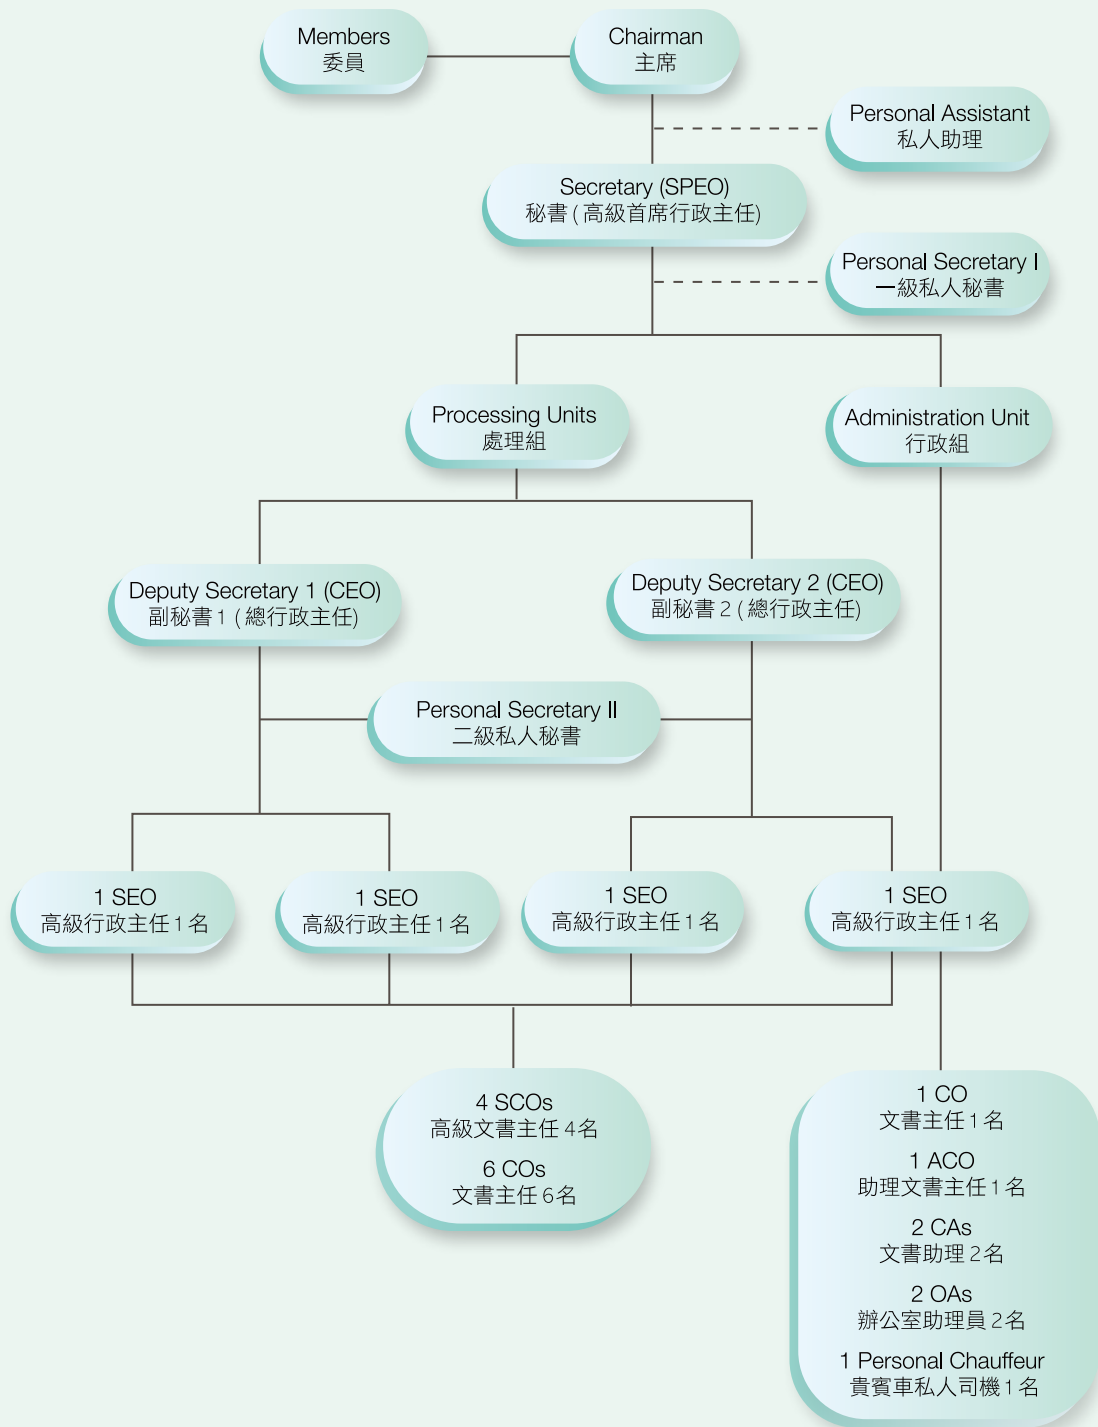 Members
委員
Chairman
主席
Personal Assistant
私人助理
Secretary (SPEO)
秘書 ( 高級首席行政主任)
Personal Secretary I
一級私人秘書
Processing Units
處理組
Administration Unit
行政組
Deputy Secretary 1 (CEO)
副秘書 1 ( 總行政主任)
Deputy Secretary 2 (CEO)
副秘書 2 ( 總行政主任)
Personal Secretary II
二級私人秘書
1 SEO
高級行政主任 1 名
1 SEO
高級行政主任 1 名
1 SEO
高級行政主任 1 名
1 SEO
高級行政主任 1 名
4 SCOs
高級文書主任 4 名
6 COs
文書主任 6 名
1 CO
文書主任 1 名
1 ACO
助理文書主任 1 名
2 CAs
文書助理 2 名
2 OAs
辦公室助理員 2 名
1 Personal Chauffeur
貴賓車私人司機 1 名